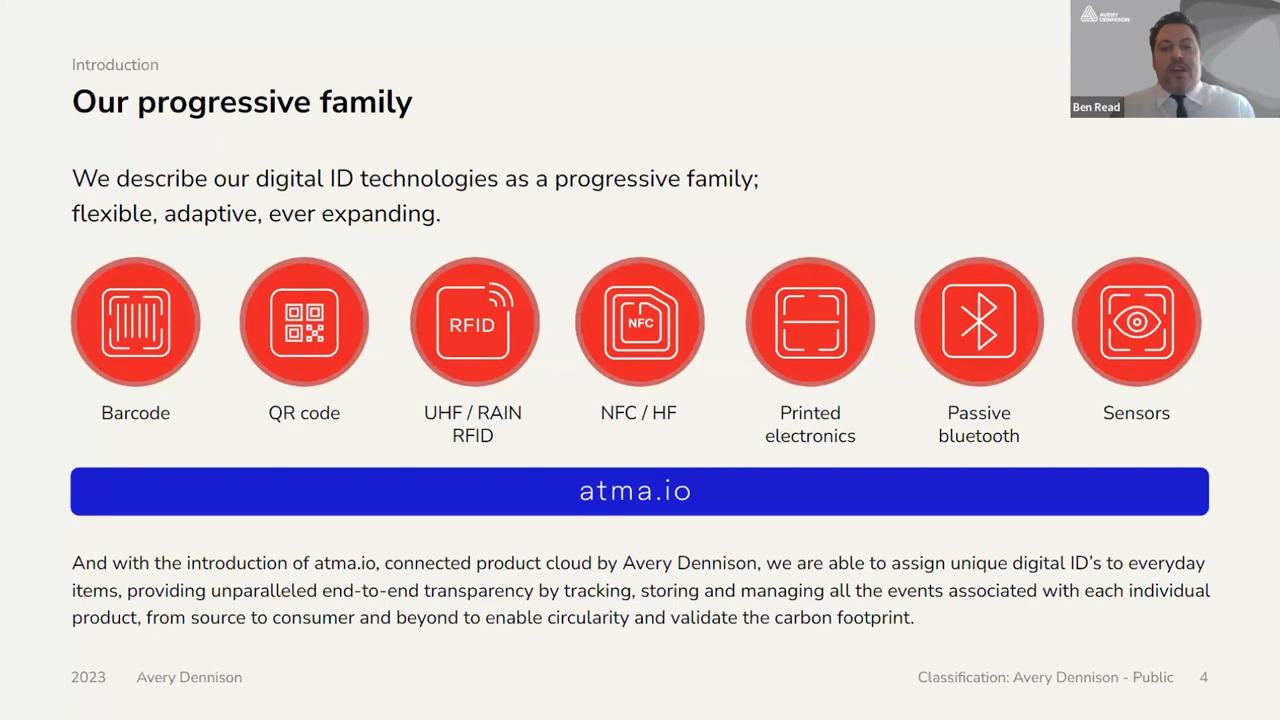 AVERY
DENNISON
Ben Read
Introduction
Our progressive family
We describe our digital ID technologies as a progressive family;
flexible, adaptive, ever expanding.
RFID
NFC
Barcode
QR code
UHF / RAIN
RFID
NFC / HF
Printed
electronics
Passive
bluetooth
Sensors
atma.io
And with the introduction of atma.io, connected product cloud by Avery Dennison, we are able to assign unique digital ID’s to everyday
items, providing unparalleled end-to-end transparency by tracking, storing and managing all the events associated with each individual
product, from source to consumer and beyond to enable circularity and validate the carbon footprint.
2023 Avery Dennison Classification: Avery Dennison - Public 4